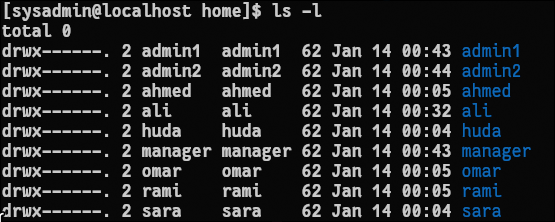 [sysadmin@localhost home]$ ls -l
total 0
drwx------. 2 admin1  admin1  62 Jan 14 00:43 admin1
drwx------. 2 admin2  admin2  62 Jan 14 00:44 admin2
drwx------. 2 ahmed   ahmed   62 Jan 14 00:05 ahmed
drwx------. 2 ali     ali     62 Jan 14 00:32 ali
drwx------. 2 huda    huda    62 Jan 14 00:04 huda
drwx------. 2 manager manager 62 Jan 14 00:43 manager
drwx------. 2 omar    omar    62 Jan 14 00:05 omar
drwx------. 2 rami    rami    62 Jan 14 00:05 rami
drwx------. 2 sara    sara    62 Jan 14 00:04 sara